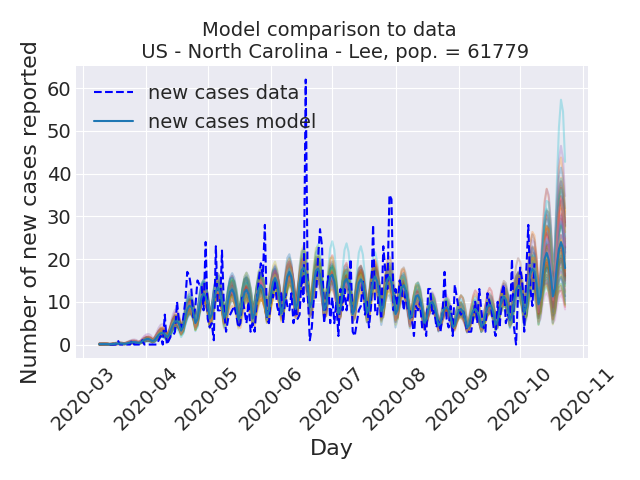 Model comparison to data
US - North Carolina - Lee, pop. = 61779
Number of new cases reported
60
50
40
30
20
10
0
new cases data
new cases model
2020-03
2020-04
2020-05
2020-06
2020-07
2020-08
2020-09
2020-10
2020-11
Day